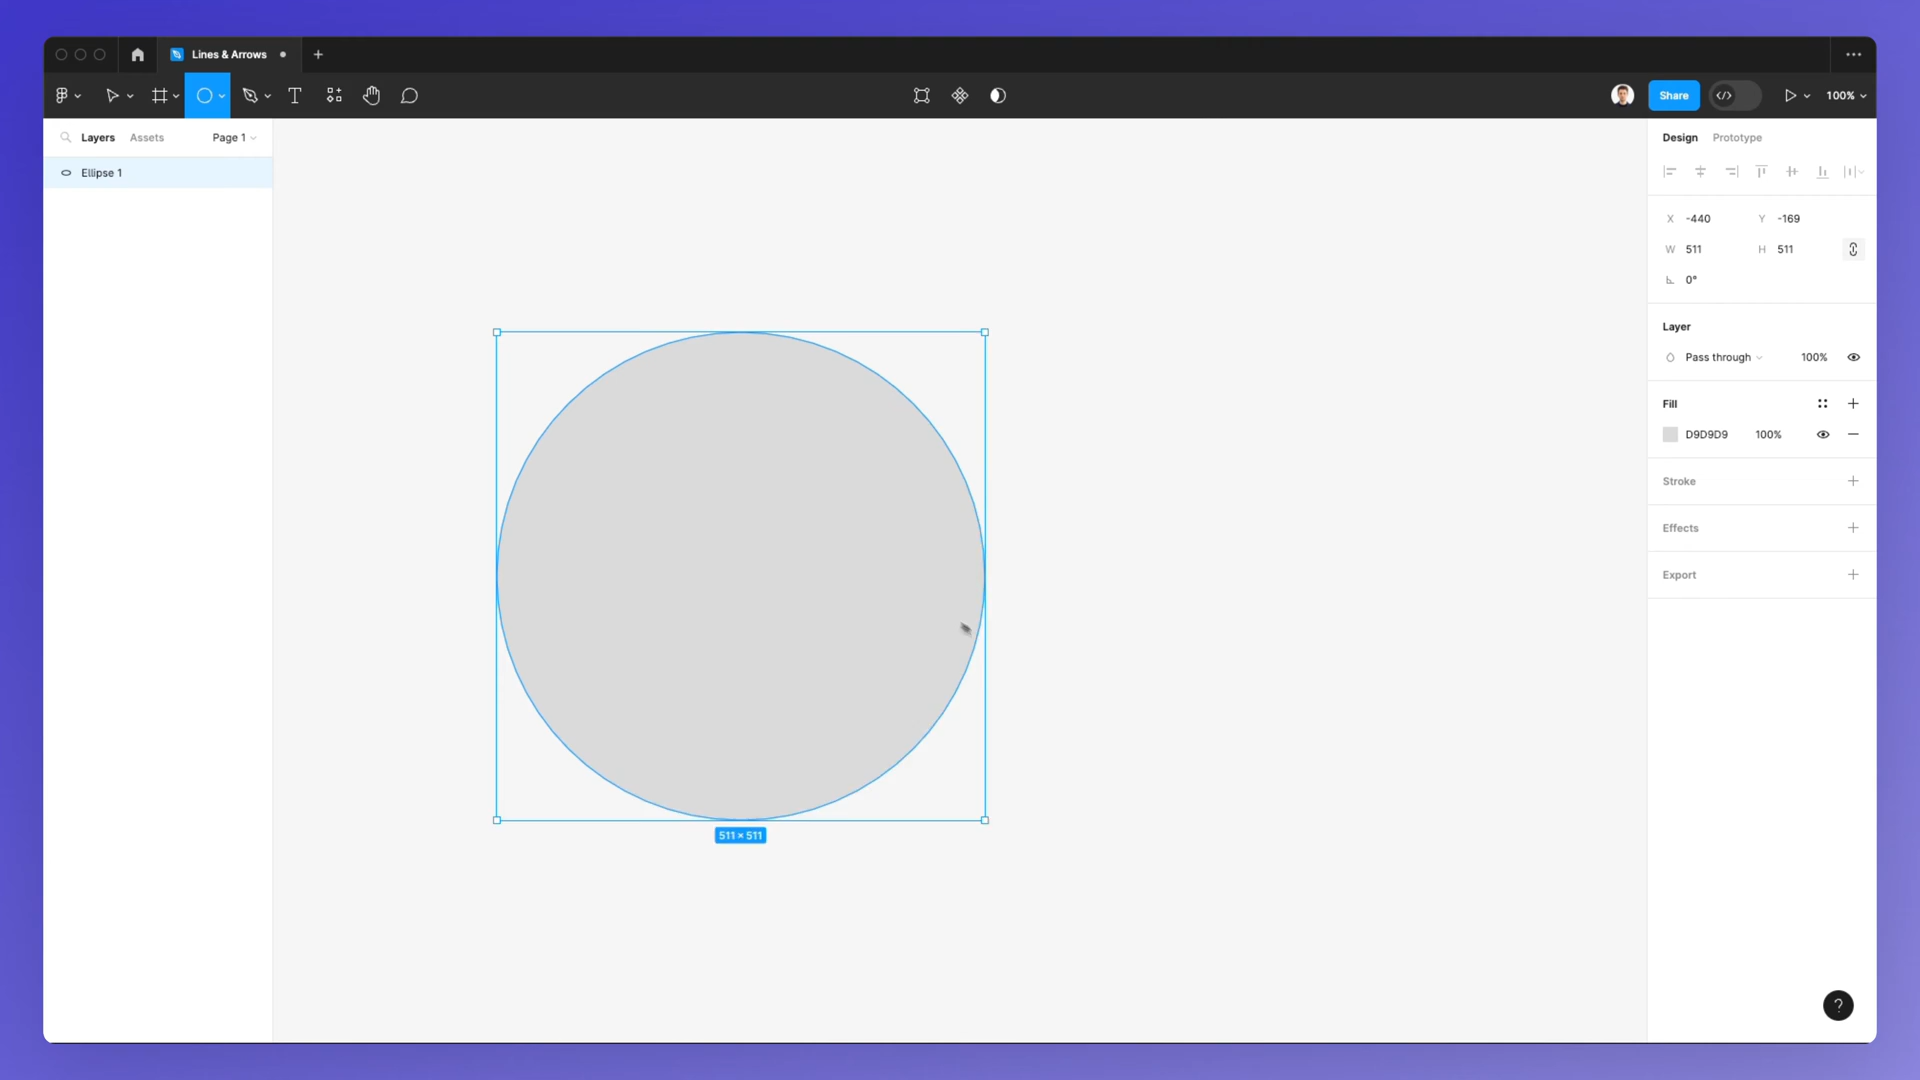 Lines & Arrows
Share
100%
Layers Assets Page 1
Ellipse 1
511 × 511
Design Prototype
X -440 Y -169
W 511 H 511
0°
Layer
Pass through 100%
Fill
D9D9D9 100%
Stroke
Effects
Export
?